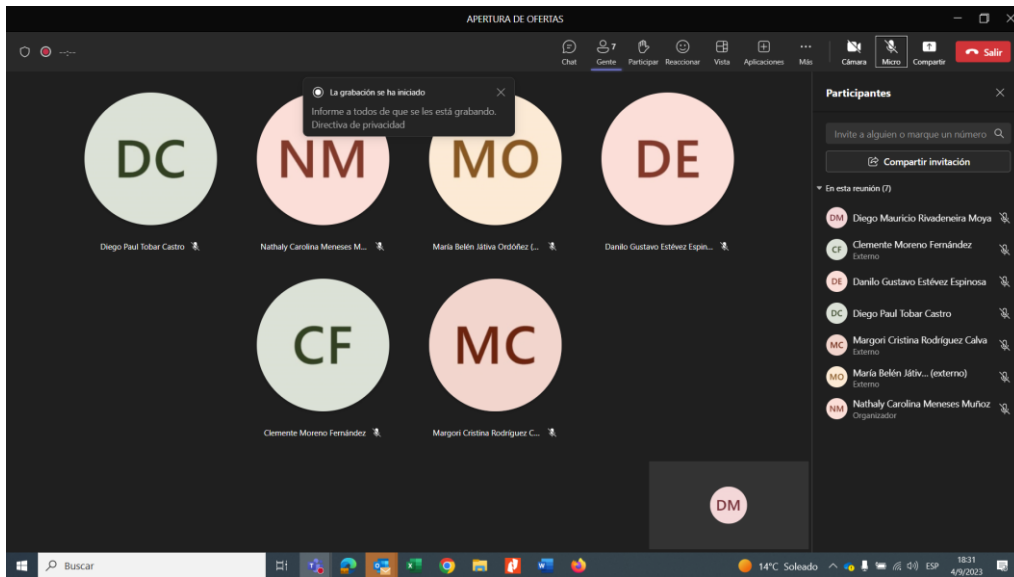 APERTURA DE OFERTAS
--:--
Chat
7
Gente
Participar
Reaccionar
Vista
Aplicaciones
Más
Cámara
Micro
Compartir
Salir
La grabación se ha iniciado
Informe a todos de que se les está grabando.
Directiva de privacidad
DC
NM
MO
DE
Diego Paul Tobar Castro
Nathaly Carolina Meneses M...
María Belén Játiva Ordóñez (...
Danilo Gustavo Estévez Espin...
CF
MC
Clemente Moreno Fernández
Margori Cristina Rodríguez C...
DM
Participantes
Invite a alguien o marque un número
Compartir invitación
En esta reunión (7)
DM Diego Mauricio Rivadeneira Moya
CF Clemente Moreno Fernández
Externo
DE Danilo Gustavo Estévez Espinosa
DC Diego Paul Tobar Castro
MC Margori Cristina Rodríguez Calva
Externo
MO María Belén Játiv... (externo)
Externo
NM Nathaly Carolina Meneses Muñoz
Organizador
Buscar
14°C Soleado
ESP
18:31
4/9/2023